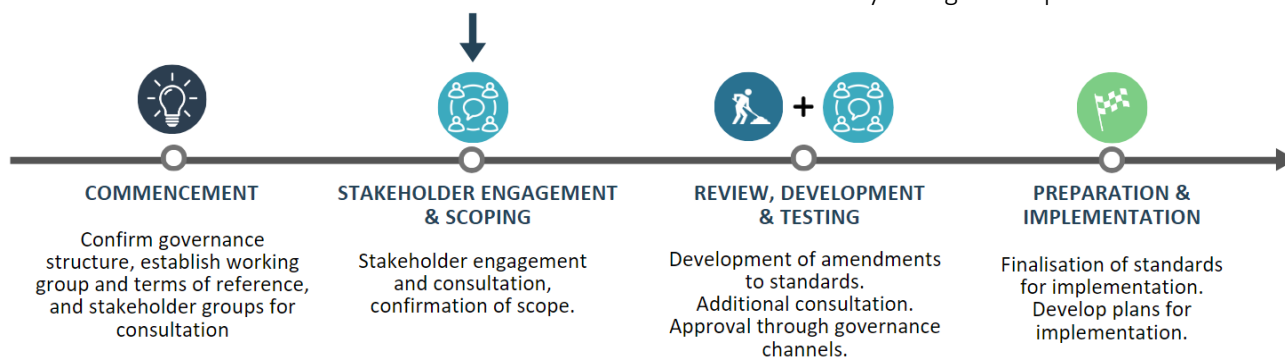 COMMENCEMENT
Confirm governance
structure, establish working
group and terms of reference,
and stakeholder groups for
consultation
STAKEHOLDER ENGAGEMENT
& SCOPING
Stakeholder engagement
and consultation,
confirmation of scope.
REVIEW, DEVELOPMENT
& TESTING
Development of amendments
to standards.
Additional consultation.
Approval through governance
channels.
PREPARATION &
IMPLEMENTATION
Finalisation of standards
for implementation.
Develop plans for
implementation.